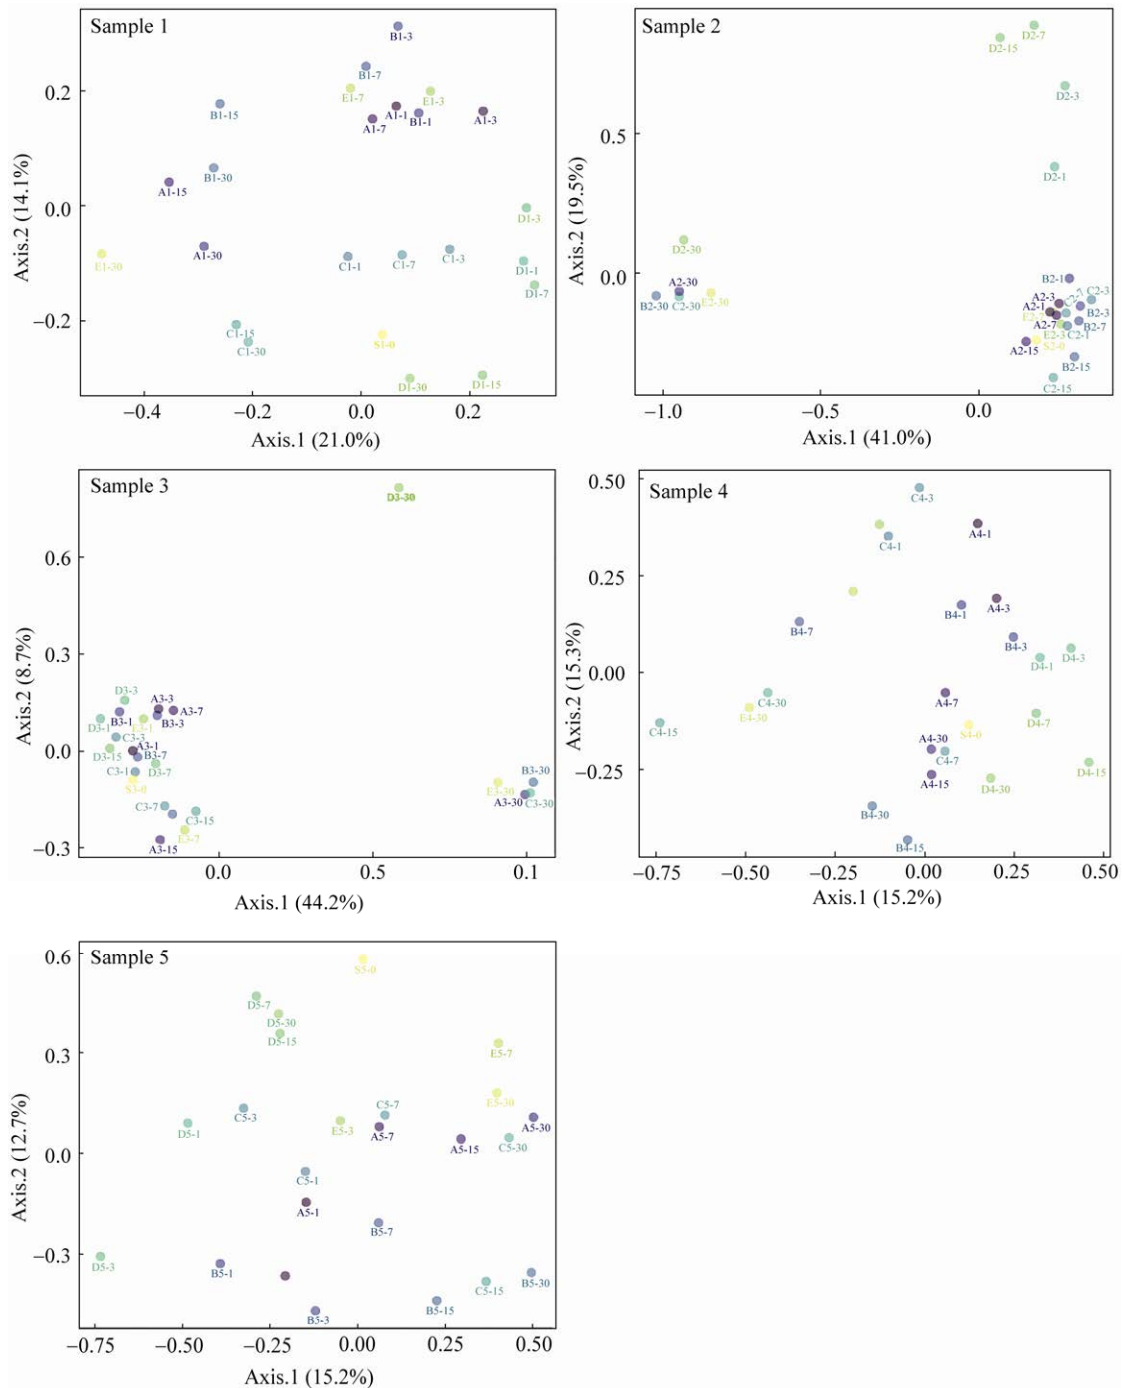 Sample 1
B1-3
B1-7
E1-7
E1-3
A1-1
A1-7
B1-1
A1-3
B1-15
B1-30
A1-15
A1-30
E1-30
C1-1
C1-7
C1-3
D1-3
D1-1
D1-7
C1-15
C1-30
S1-0
D1-30
D1-15
0.2
0.0
−0.2
−0.4
−0.2
0.0
0.2
Axis.2 (14.1%)
Axis.1 (21.0%)
Sample 2
D2-7
D2-15
D2-3
D2-1
D2-30
A2-30
B2-30
C2-30
E2-30
B2-1
C2-3
A2-3
C2-7
A2-1
B2-3
E2-7
A2-7
B2-7
E2-3
C2-1
S2-0
A2-15
B2-15
C2-15
0.5
0.0
−1.0
−0.5
0.0
Axis.2 (19.5%)
Axis.1 (41.0%)
Sample 3
D3-30
D3-3
A3-3
A3-7
D3-1
B3-1
E3-1
B3-3
C3-3
A3-1
D3-15
B3-7
C3-1
D3-7
S3-0
C3-7
C3-15
E3-7
A3-15
B3-30
E3-30
A3-30
C3-30
0.6
0.3
0.0
−0.3
0.0
0.5
0.1
Axis.2 (8.7%)
Axis.1 (44.2%)
Sample 4
C4-3
C4-1
A4-1
B4-1
A4-3
B4-7
B4-3
D4-1
D4-3
C4-30
E4-30
C4-15
A4-7
D4-7
S4-0
A4-30
C4-7
A4-15
D4-30
D4-15
B4-30
B4-15
0.50
0.25
0.00
−0.25
−0.75
−0.50
−0.25
0.00
0.25
0.50
Axis.2 (15.3%)
Axis.1 (15.2%)
Sample 5
S5-0
D5-7
D5-30
D5-15
E5-7
E5-30
D5-1
C5-3
E5-3
C5-7
A5-7
A5-15
A5-30
C5-30
C5-1
A5-1
B5-7
D5-3
B5-1
B5-3
B5-15
C5-15
B5-30
0.6
0.3
0.0
−0.3
−0.75
−0.50
−0.25
0.00
0.25
0.50
Axis.2 (12.7%)
Axis.1 (15.2%)